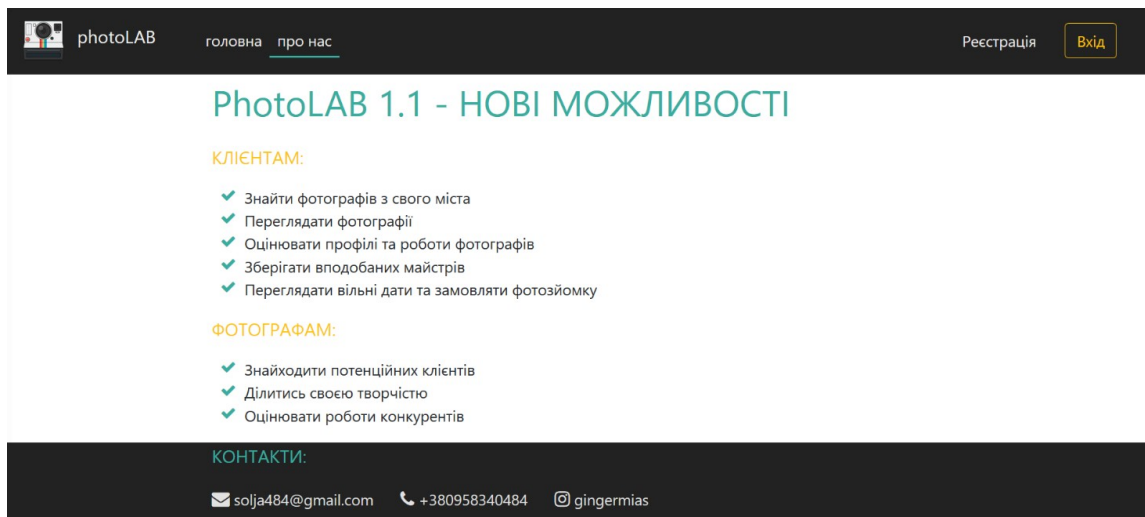 photoLAB головна про нас Реєстрація Вхід
PhotoLAB 1.1 - НОВІ МОЖЛИВОСТІ
КЛІЄНТАМ:
Знайти фотографів з свого міста
Переглядати фотографії
Оцінювати профілі та роботи фотографів
Зберігати вподобаних майстрів
Переглядати вільні дати та замовляти фотозйомку
ФОТОГРАФАМ:
Знаходити потенційних клієнтів
Ділитись своєю творчістю
Оцінювати роботи конкурентів
КОНТАКТИ:
solja484@gmail.com +380958340484 gingermias